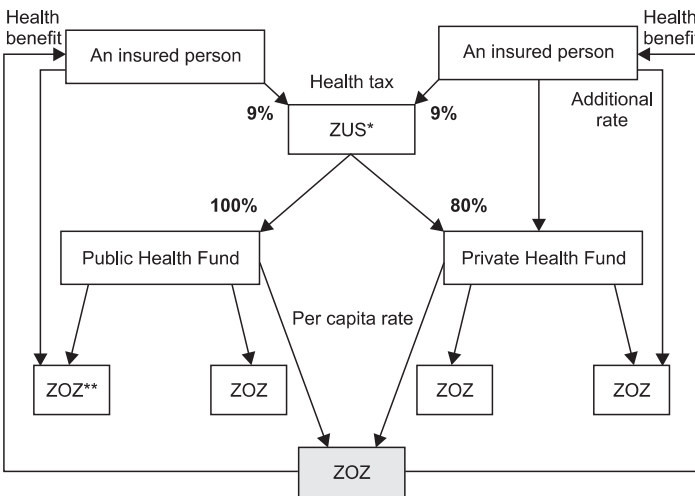 Health
benefit
An insured person
An insured person
Health
benefit
Health tax
9%
9%
ZUS*
Additional
rate
100%
80%
Public Health Fund
Private Health Fund
Per capita rate
ZOZ**
ZOZ
ZOZ
ZOZ
ZOZ